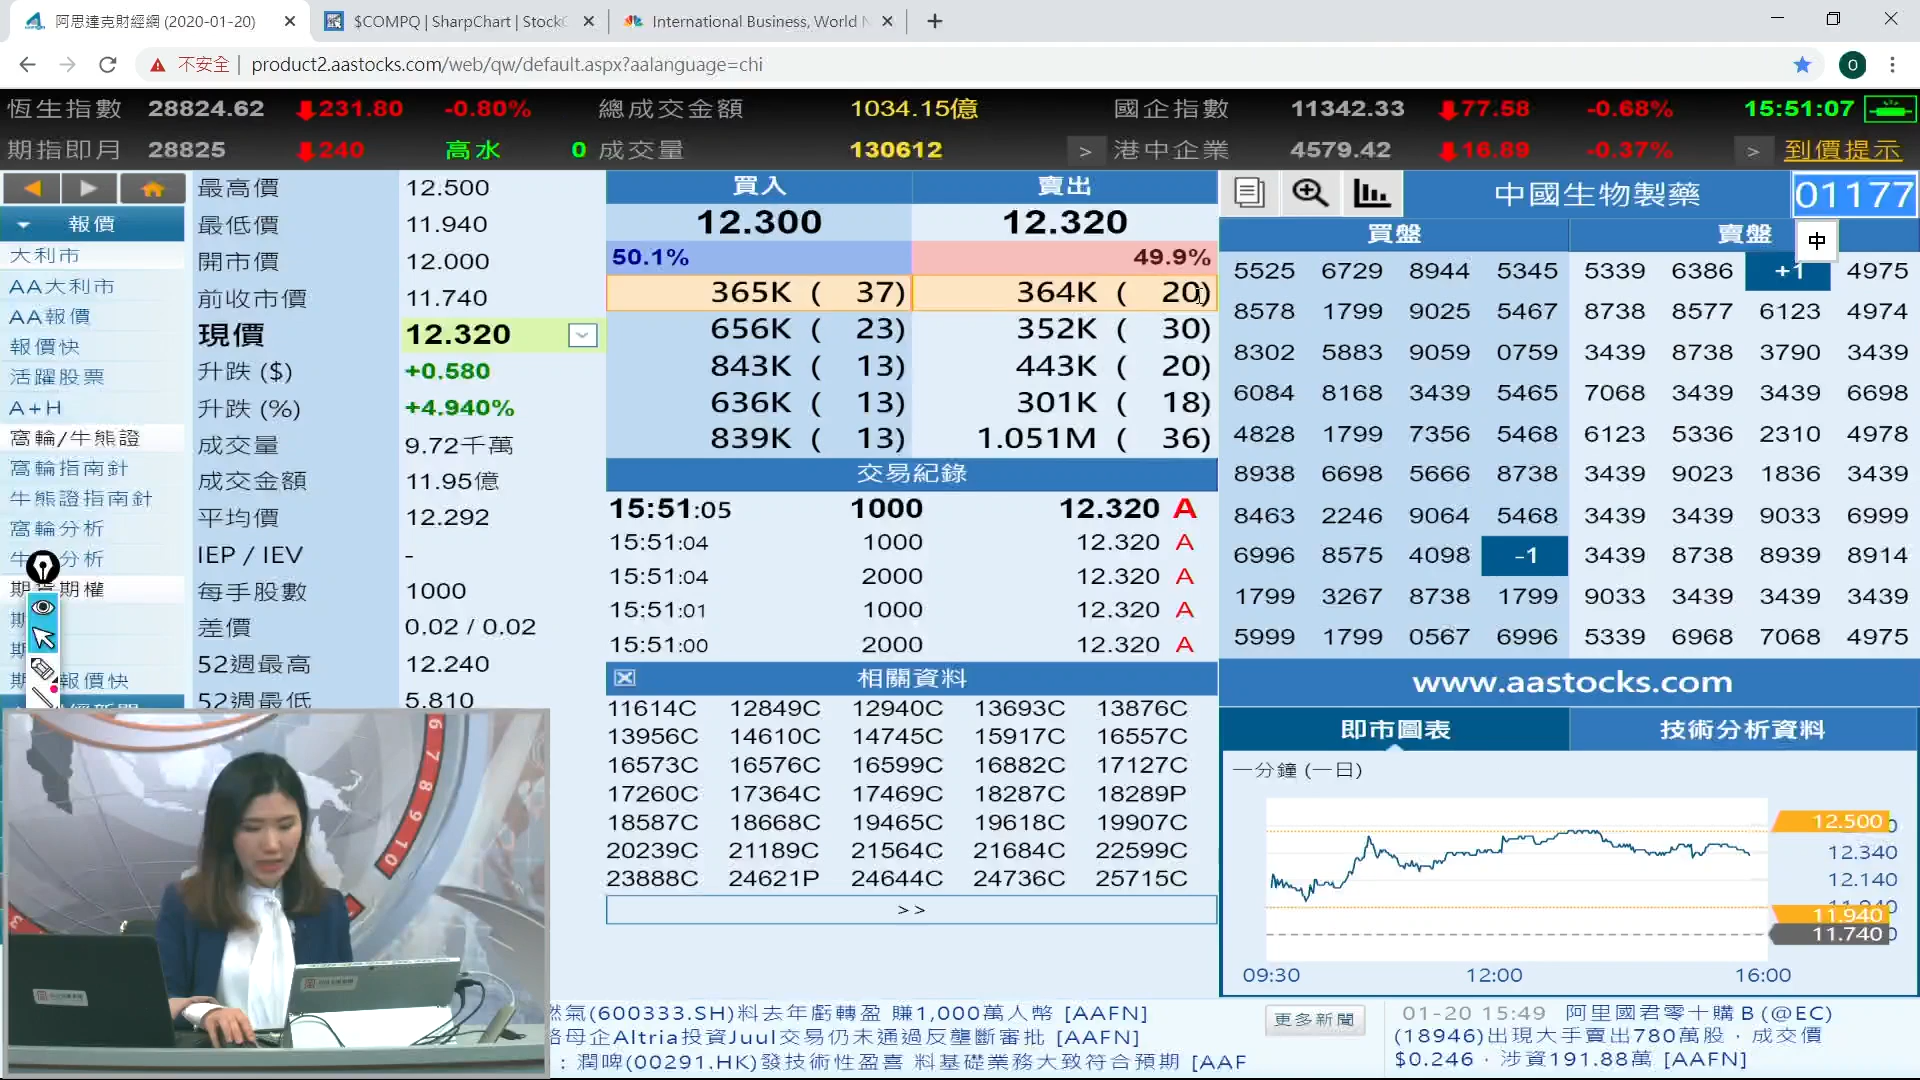 阿思達克財經網 (2020-01-20)
$COMPQ | SharpChart | Stock
International Business, World N
不安全
product2.aastocks.com/web/qw/default.aspx?aalanguage=chi
O
恆生指數 28824.62 231.80 -0.80% 總成交金額 1034.15億 國企指數 11342.33 77.58 -0.68% 15:51:07
期指即月 28825 240 高水 0 成交量 130612 > 港中企業 4579.42 16.89 -0.37% > 到價提示
報價
大利市
AA大利市
AA報價
報價快
活躍股票
A+H
窩輪/牛熊證
窩輪指南針
牛熊證指南針
窩輪分析
分析
期權
報價快
最高價 12.500
最低價 11.940
開市價 12.000
前收市價 11.740
現價 12.320
升跌 ($) +0.580
升跌 (%) +4.940%
成交量 9.72千萬
成交金額 11.95億
平均價 12.292
IEP / IEV -
每手股數 1000
差價 0.02 / 0.02
52週最高 12.240
52週最低 5.810
買入 賣出
12.300 12.320
50.1% 49.9%
365K ( 37) 364K ( 20)
656K ( 23) 352K ( 30)
843K ( 13) 443K ( 20)
636K ( 13) 301K ( 18)
839K ( 13) 1.051M ( 36)
交易紀錄
15:51:05 1000 12.320 A
15:51:04 1000 12.320 A
15:51:04 2000 12.320 A
15:51:01 1000 12.320 A
15:51:00 2000 12.320 A
相關資料
11614C 12849C 12940C 13693C 13876C
13956C 14610C 14745C 15917C 16557C
16573C 16576C 16599C 16882C 17127C
17260C 17364C 17469C 18287C 18289P
18587C 18668C 19465C 19618C 19907C
20239C 21189C 21564C 21684C 22599C
23888C 24621P 24644C 24736C 25715C
>>
中國生物製藥 01177
買盤 賣盤 中
5525 6729 8944 5345 5339 6386 +1 4975
8578 1799 9025 5467 8738 8577 6123 4974
8302 5883 9059 0759 3439 8738 3790 3439
6084 8168 3439 5465 7068 3439 3439 6698
4828 1799 7356 5468 6123 5336 2310 4978
8938 6698 5666 8738 3439 9023 1836 3439
8463 2246 9064 5468 3439 3439 9033 6999
6996 8575 4098 -1 3439 8738 8939 8914
1799 3267 8738 1799 9033 3439 3439 3439
5999 1799 0567 6996 5339 6968 7068 4975
www.aastocks.com
即市圖表 技術分析資料
一分鐘 (一日)
12.500
12.340
12.140
11.940
11.740
09:30 12:00 16:00
6 7 8 9 10
燃氣(600333.SH)料去年虧轉盈 賺1,000萬人幣 [AAFN]
母企Altria投資Juul交易仍未通過反壟斷審批 [AAFN]
: 潤啤(00291.HK)發技術性盈喜 料基礎業務大致符合預期 [AAF
更多新聞
01-20 15:49 阿里國君零十購Ｂ(@EC)
(18946)出現大手賣出780萬股，成交價
$0.246，涉資191.88萬 [AAFN]